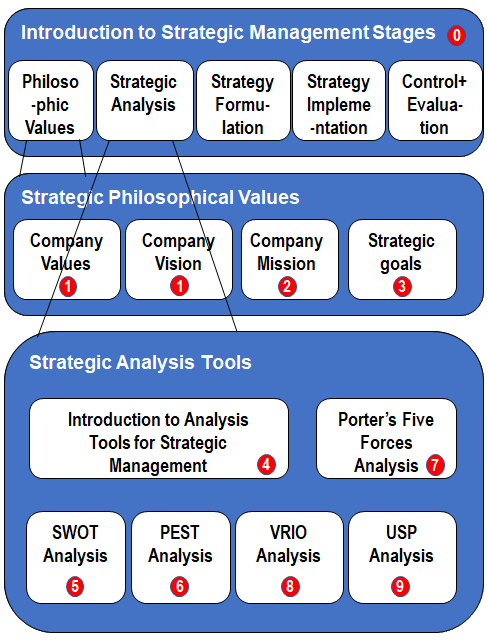 Introduction to Strategic Management Stages 0
Philoso
-phic
Values
Strategic
Analysis
Strategy
Formu-
lation
Strategy
Impleme
-ntation
Control+
Evalua-
tion
Strategic Philosophical Values
Company
Values
1
Company
Vision
1
Company
Mission
2
Strategic
goals
3
Strategic Analysis Tools
Introduction to Analysis
Tools for Strategic
Management 4
Porter’s Five
Forces
Analysis 7
SWOT
Analysis
5
PEST
Analysis
6
VRIO
Analysis
8
USP
Analysis
9